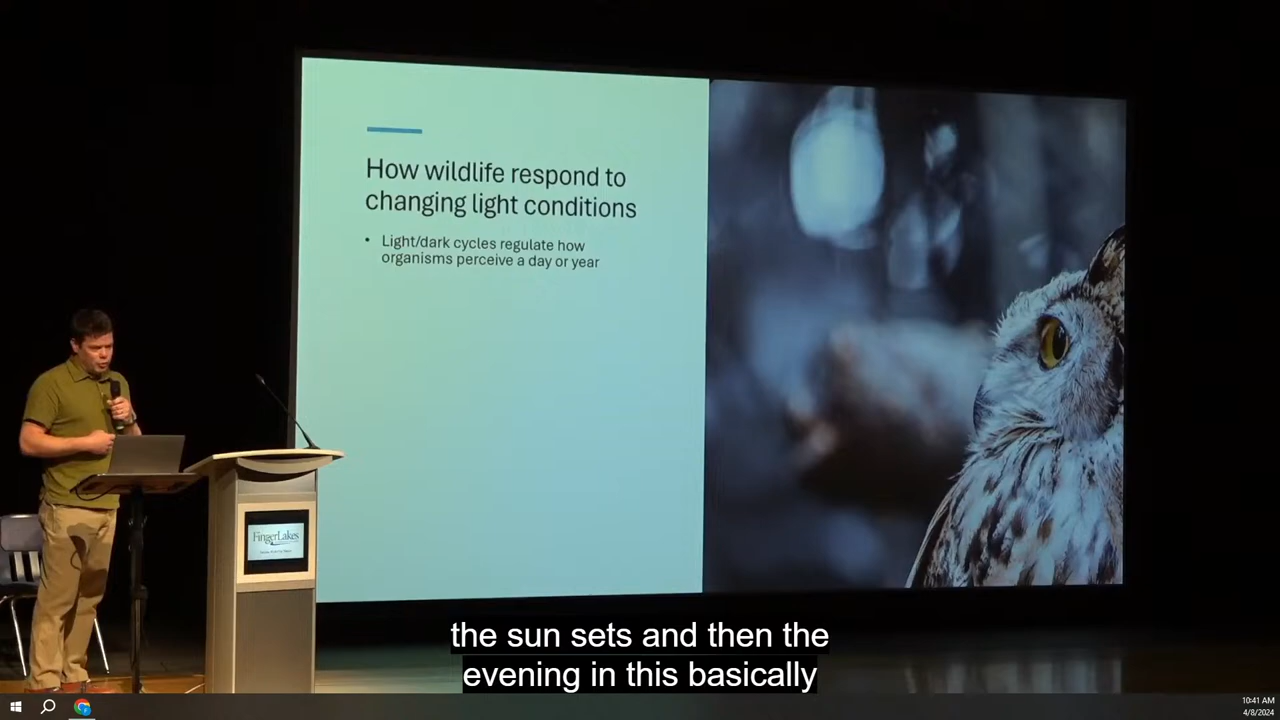 How wildlife respond to
changing light conditions
• Light/dark cycles regulate how
organisms perceive a day or year
FingerLakes
the sun sets and then the
evening in this basically
10:41 AM
4/8/2024